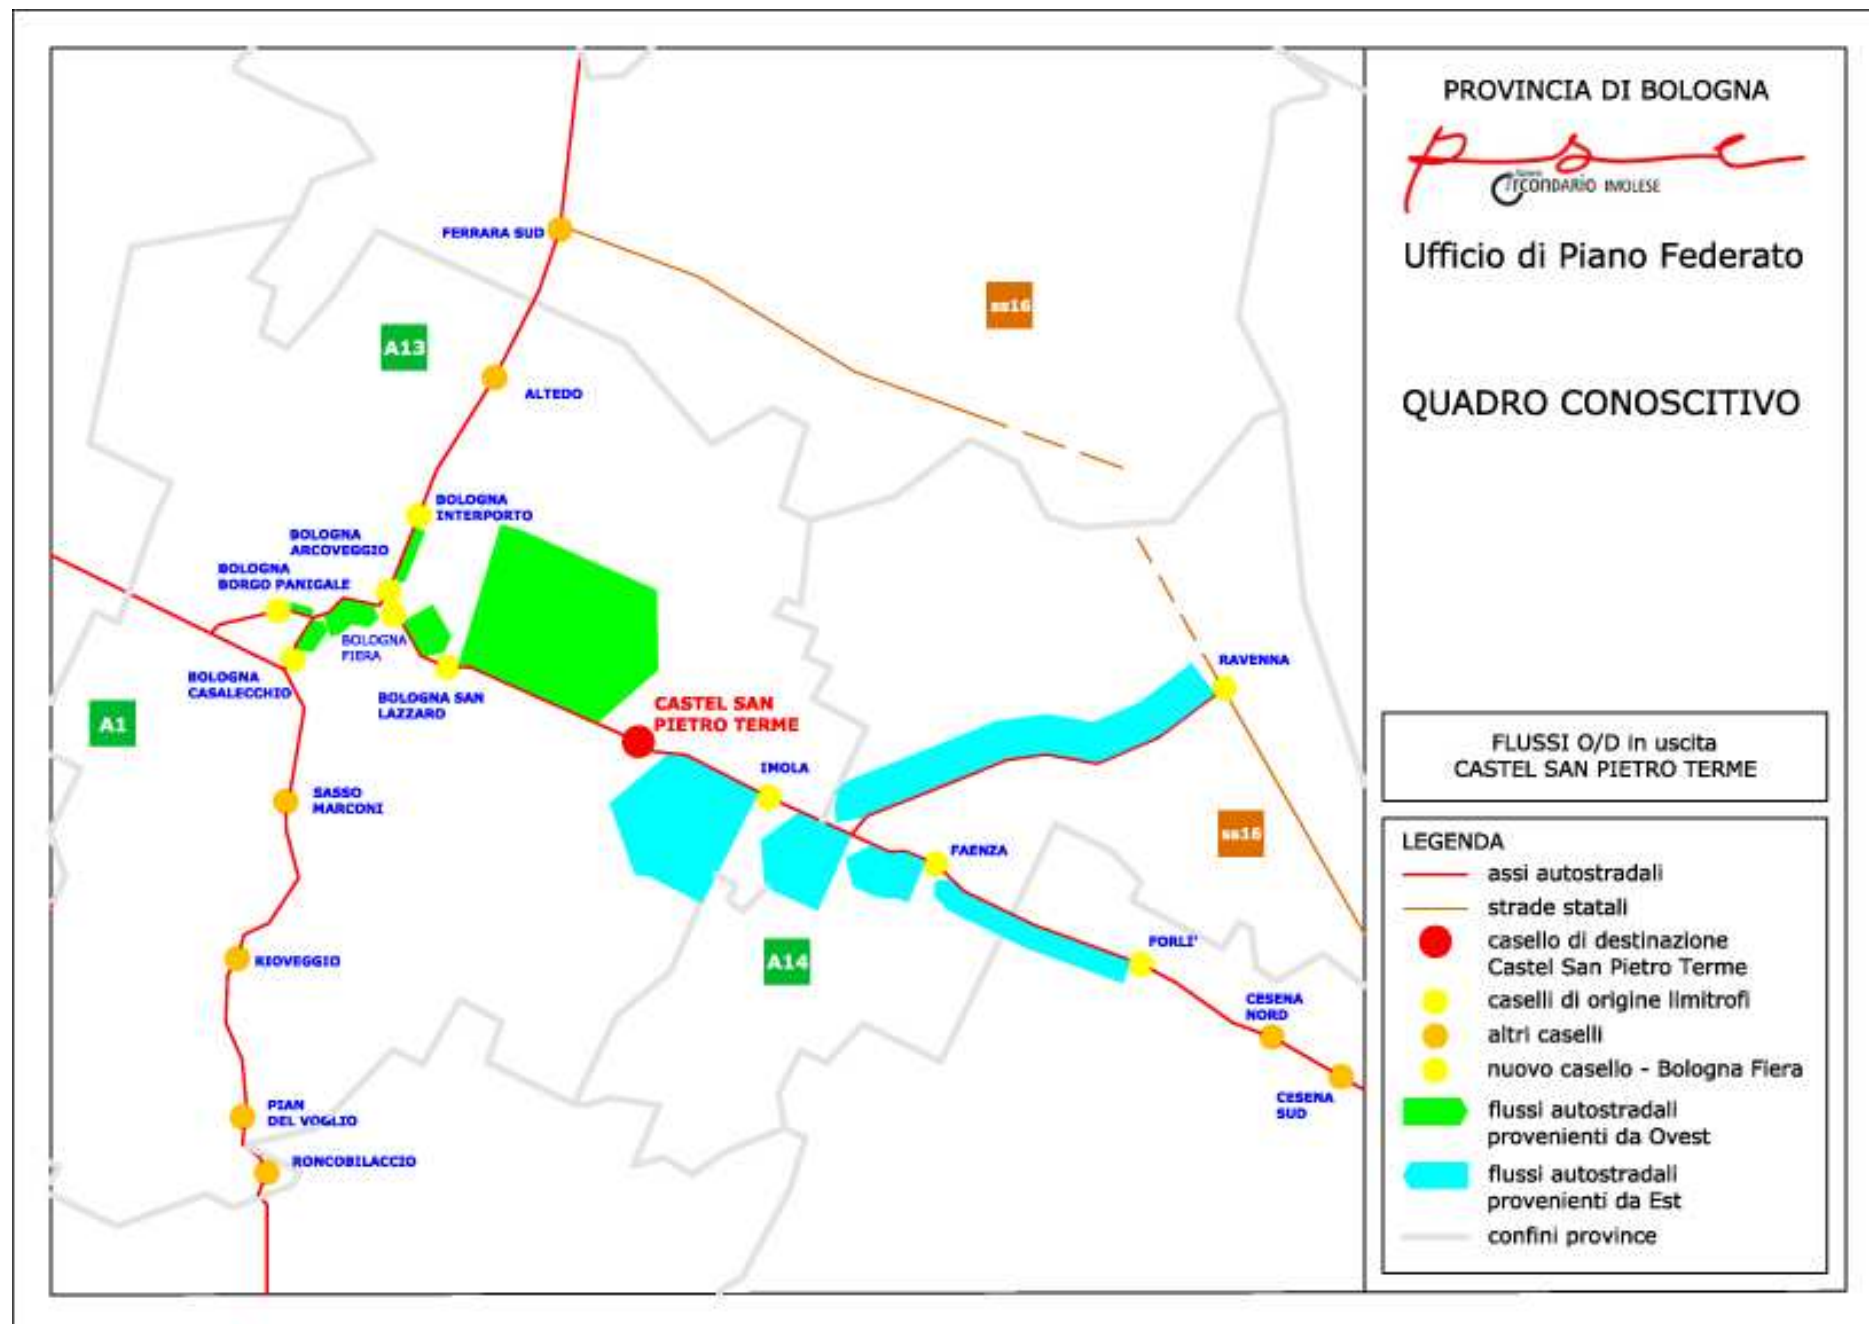 PROVINCIA DI BOLOGNA
psc
CIRCONDARIO IMOLESE
Ufficio di Piano Federato
QUADRO CONOSCITIVO
FERRARA SUD
ss16
A13
ALTEDO
BOLOGNA
INTERPORTO
BOLOGNA
ARCOVEGGIO
BOLOGNA
BORGO PANIGALE
BOLOGNA
FIERA
BOLOGNA
CASALECCHIO
BOLOGNA SAN
LAZZARO
A1
CASTEL SAN
PIETRO TERME
RAVENNA
IMOLA
SASSO
MARCONI
ss16
FAENZA
FORLI'
RIOVEGGIO
A14
CESENA
NORD
CESENA
SUD
PIAN
DEL VOGLIO
RONCOBILACCIO
FLUSSI O/D in uscita
CASTEL SAN PIETRO TERME
LEGENDA
assi autostradali
strade statali
casello di destinazione
Castel San Pietro Terme
caselli di origine limitrofi
altri caselli
nuovo casello - Bologna Fiera
flussi autostradali
provenienti da Ovest
flussi autostradali
provenienti da Est
confini province